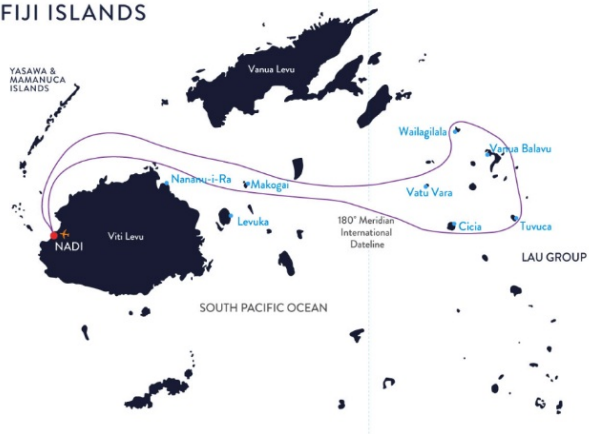 FIJI ISLANDS
YASAWA &
MAMANUCA
ISLANDS
Vanua Levu
Wailagilala
Vanua Balavu
Nananu-i-Ra
Makogai
Vatu Vara
Levuka
180° Meridian
International
Dateline
Cicia
Tuvuca
NADI
Viti Levu
LAU GROUP
SOUTH PACIFIC OCEAN